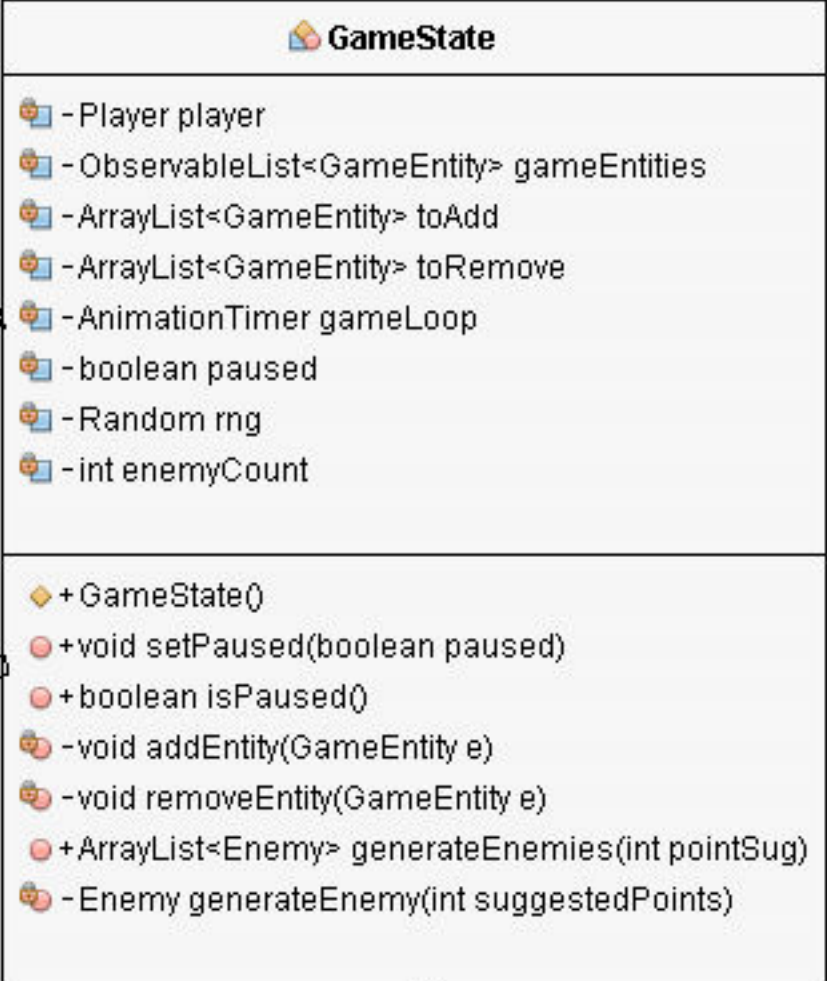 GameState
-Player player
-ObservableList<GameEntity> gameEntities
-ArrayList<GameEntity> toAdd
-ArrayList<GameEntity> toRemove
-AnimationTimer gameLoop
-boolean paused
-Random rng
-int enemyCount
+GameState()
+void setPaused(boolean paused)
+boolean isPaused()
-void addEntity(GameEntity e)
-void removeEntity(GameEntity e)
+ArrayList<Enemy> generateEnemies(int pointSug)
-Enemy generateEnemy(int suggestedPoints)